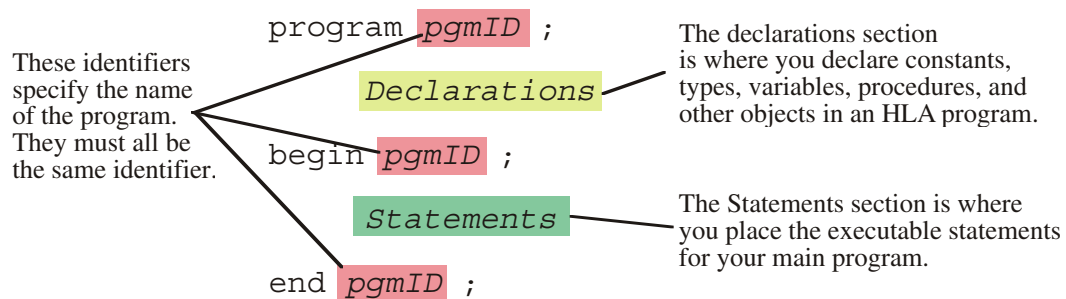 These identifiers
specify the name
of the program.
They must all be
the same identifier.
program pgmID ;
Declarations
begin pgmID ;
Statements
end pgmID ;
The declarations section
is where you declare constants,
types, variables, procedures, and
other objects in an HLA program.
The Statements section is where
you place the executable statements
for your main program.